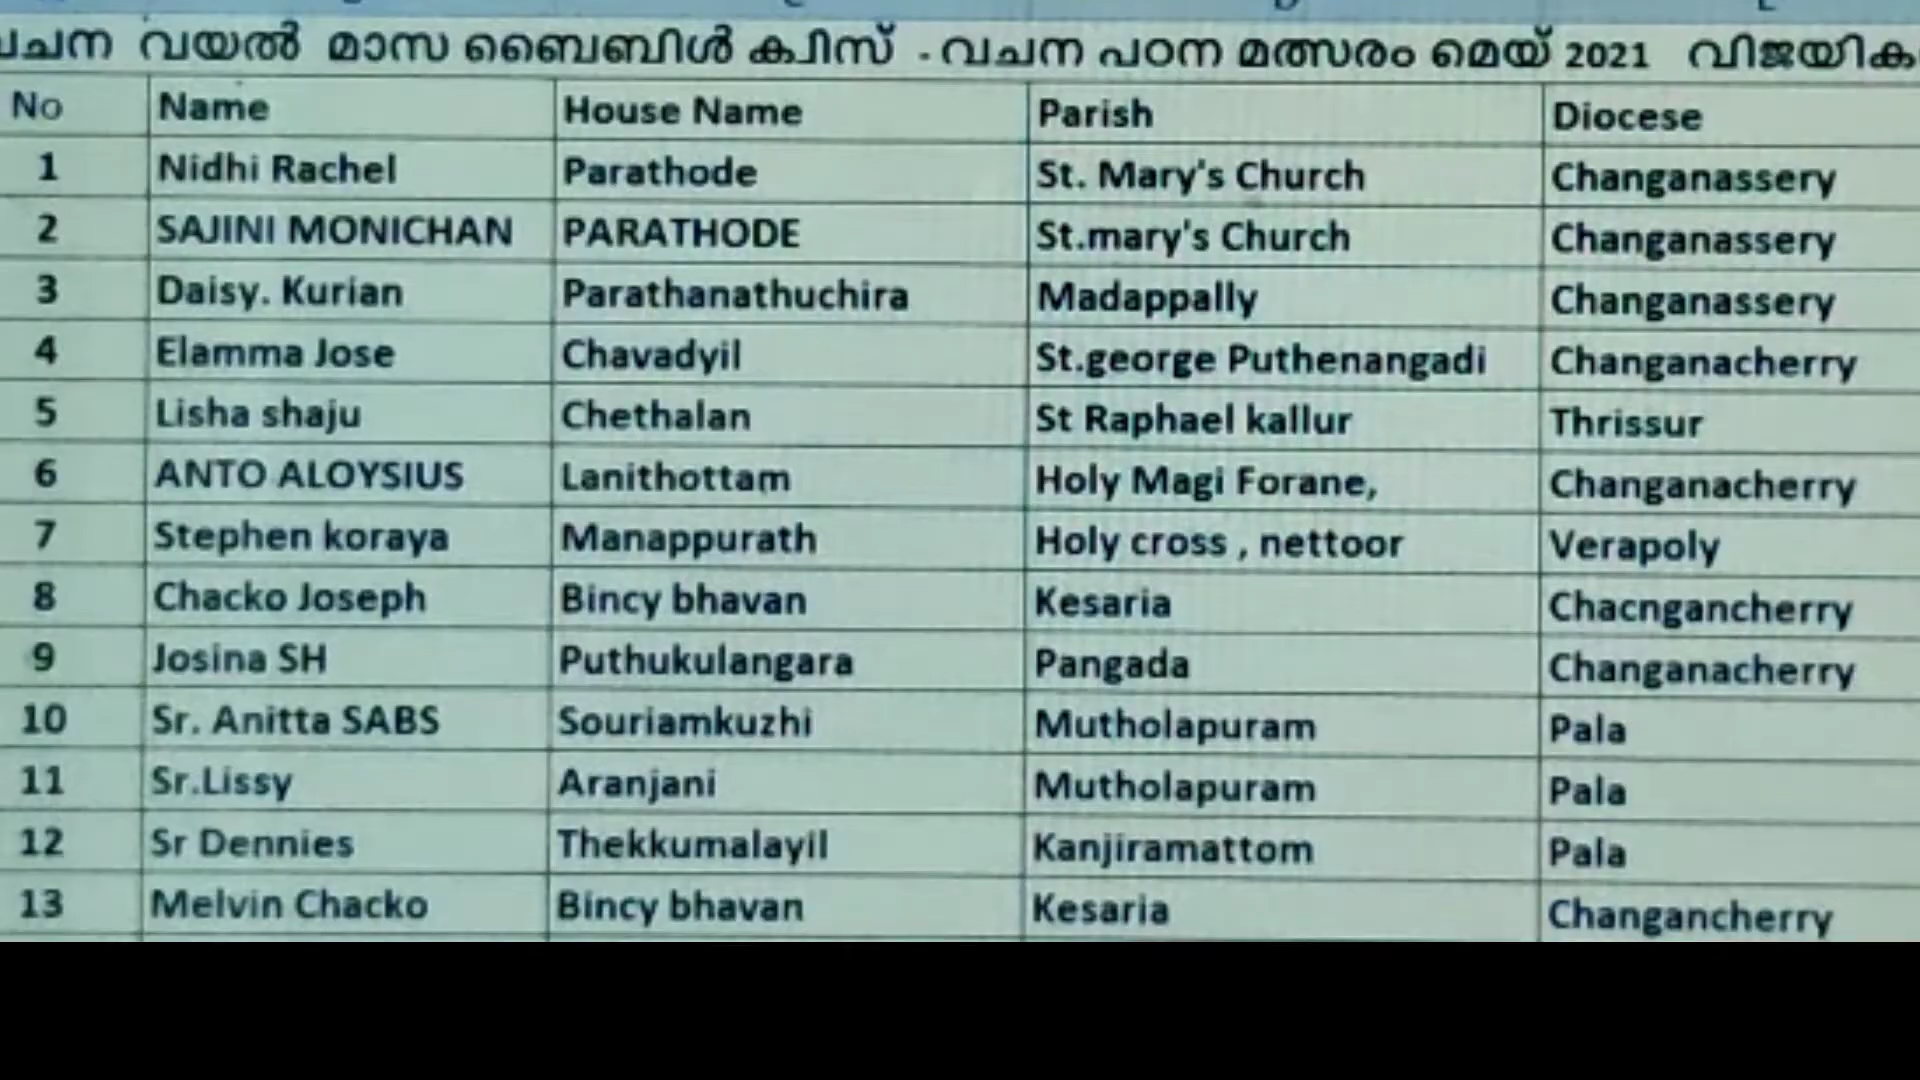 വചന വയൽ മാസ ബൈബിൾ ക്വിസ് - വചന പഠന മത്സരം മെയ് 2021
No Name House Name Parish Diocese
1 Nidhi Rachel Parathode St. Mary's Church Changanassery
2 SAJINI MONICHAN PARATHODE St.mary's Church Changanassery
3 Daisy. Kurian Parathanathuchira Madappally Changanassery
4 Elamma Jose Chavadyil St.george Puthenangadi Changanacherry
5 Lisha shaju Chethalan St Raphael kallur Thrissur
6 ANTO ALOYSIUS Lanithottam Holy Magi Forane, Changanacherry
7 Stephen koraya Manappurath Holy cross , nettoor Verapoly
8 Chacko Joseph Bincy bhavan Kesaria Chacngancherry
9 Josina SH Puthukulangara Pangada Changanacherry
10 Sr. Anitta SABS Souriamkuzhi Mutholapuram Pala
11 Sr.Lissy Aranjani Mutholapuram Pala
12 Sr Dennies Thekkumalayil Kanjiramattom Pala
13 Melvin Chacko Bincy bhavan Kesaria Changancherry